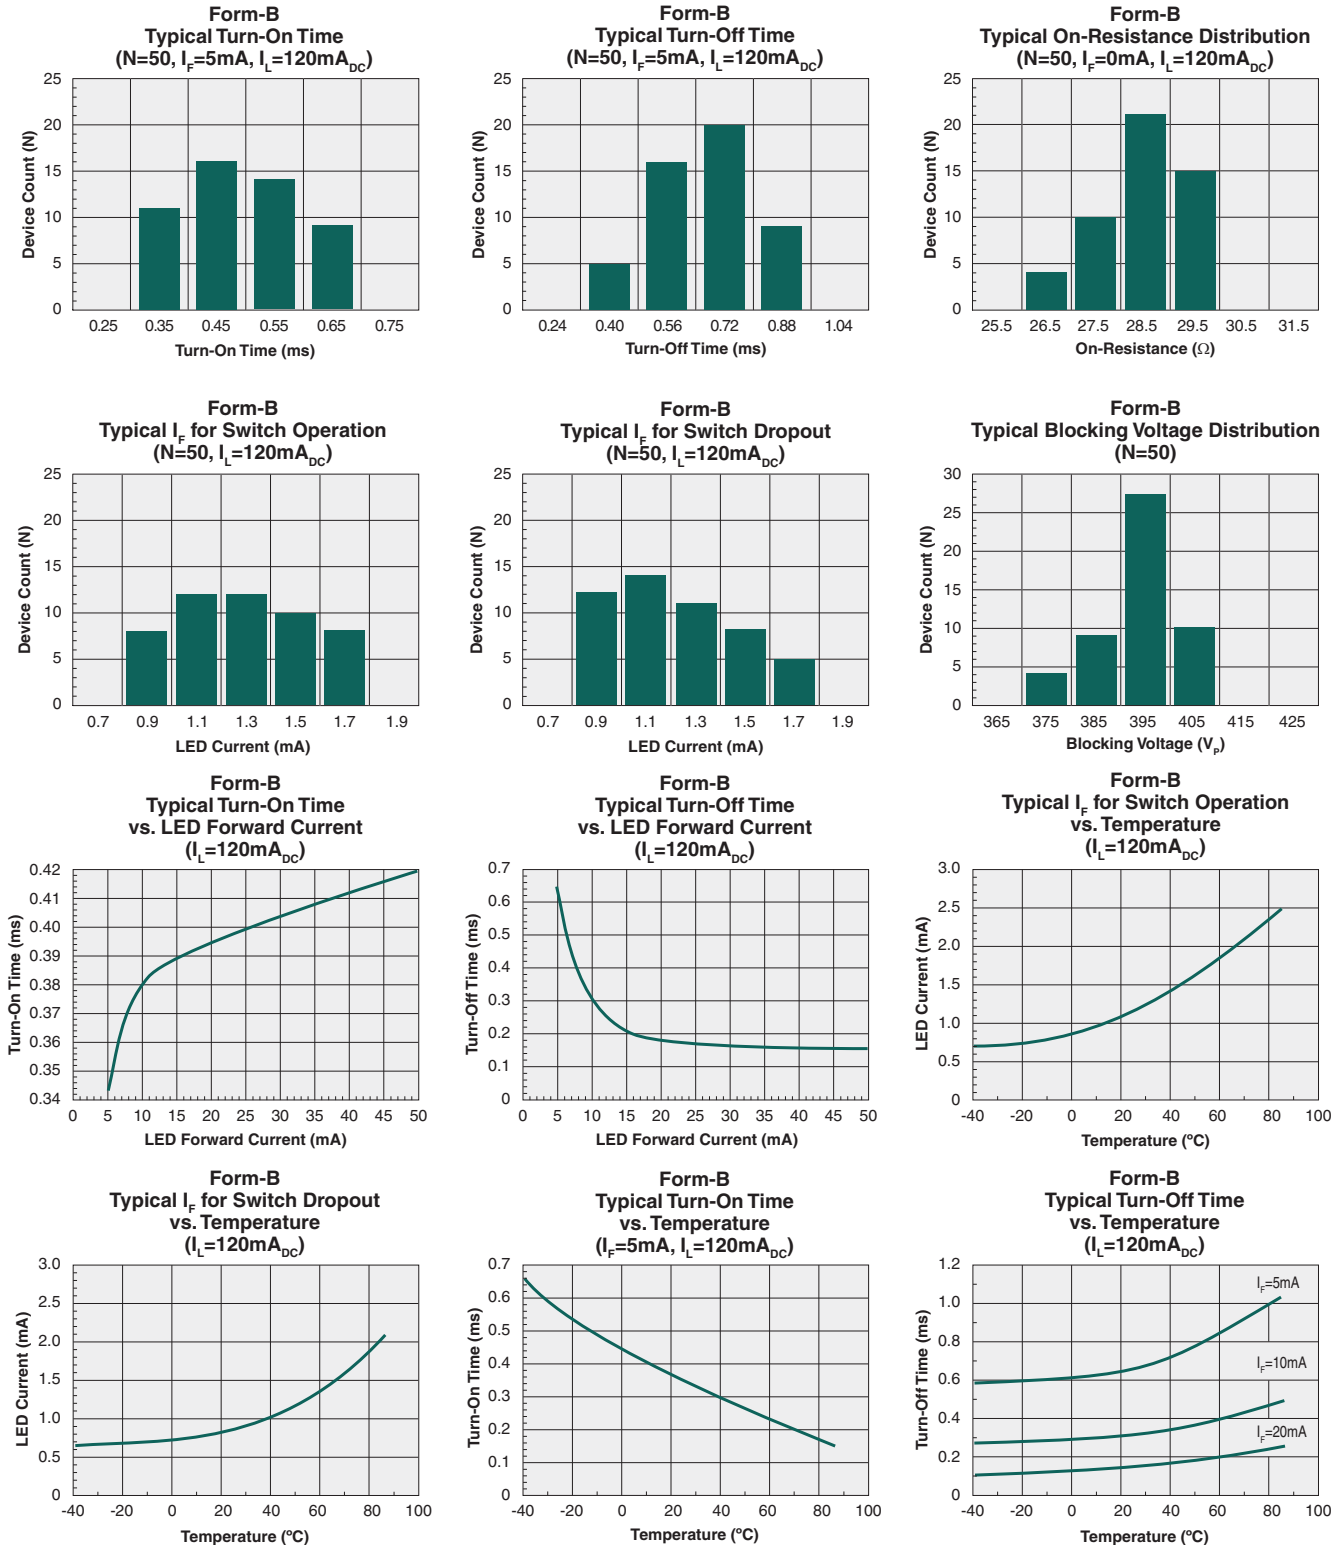 Form-B
Typical Turn-On Time
(N=50, IF=5mA, IL=120mADC)
25
20
15
10
5
0
Device Count (N)
0.25 0.35 0.45 0.55 0.65 0.75
Turn-On Time (ms)
Form-B
Typical Turn-Off Time
(N=50, IF=5mA, IL=120mADC)
25
20
15
10
5
0
Device Count (N)
0.24 0.40 0.56 0.72 0.88 1.04
Turn-Off Time (ms)
Form-B
Typical On-Resistance Distribution
(N=50, IF=0mA, IL=120mADC)
25
20
15
10
5
0
Device Count (N)
25.5 26.5 27.5 28.5 29.5 30.5 31.5
On-Resistance (Ω)
Form-B
Typical IF for Switch Operation
(N=50, IL=120mADC)
25
20
15
10
5
0
Device Count (N)
0.7 0.9 1.1 1.3 1.5 1.7 1.9
LED Current (mA)
Form-B
Typical IF for Switch Dropout
(N=50, IL=120mADC)
25
20
15
10
5
0
Device Count (N)
0.7 0.9 1.1 1.3 1.5 1.7 1.9
LED Current (mA)
Form-B
Typical Blocking Voltage Distribution
(N=50)
30
25
20
15
10
5
0
Device Count (N)
365 375 385 395 405 415 425
Blocking Voltage (VP)
Form-B
Typical Turn-On Time
vs. LED Forward Current
(IL=120mADC)
0.42
0.41
0.40
0.39
0.38
0.37
0.36
0.35
0.34
Turn-On Time (ms)
0 5 10 15 20 25 30 35 40 45 50
LED Forward Current (mA)
Form-B
Typical Turn-Off Time
vs. LED Forward Current
(IL=120mADC)
0.7
0.6
0.5
0.4
0.3
0.2
0.1
0
Turn-Off Time (ms)
0 5 10 15 20 25 30 35 40 45 50
LED Forward Current (mA)
Form-B
Typical IF for Switch Operation
vs. Temperature
(IL=120mADC)
3.0
2.5
2.0
1.5
1.0
0.5
0
LED Current (mA)
-40 -20 0 20 40 60 80 100
Temperature (ºC)
Form-B
Typical IF for Switch Dropout
vs. Temperature
(IL=120mADC)
3.0
2.5
2.0
1.5
1.0
0.5
0
LED Current (mA)
-40 -20 0 20 40 60 80 100
Temperature (ºC)
Form-B
Typical Turn-On Time
vs. Temperature
(IF=5mA, IL=120mADC)
0.7
0.6
0.5
0.4
0.3
0.2
0.1
0
Turn-On Time (ms)
-40 -20 0 20 40 60 80 100
Temperature (ºC)
Form-B
Typical Turn-Off Time
vs. Temperature
(IL=120mADC)
1.2
1.0
0.8
0.6
0.4
0.2
0
Turn-Off Time (ms)
IF=5mA
IF=10mA
IF=20mA
-40 -20 0 20 40 60 80 100
Temperature (ºC)